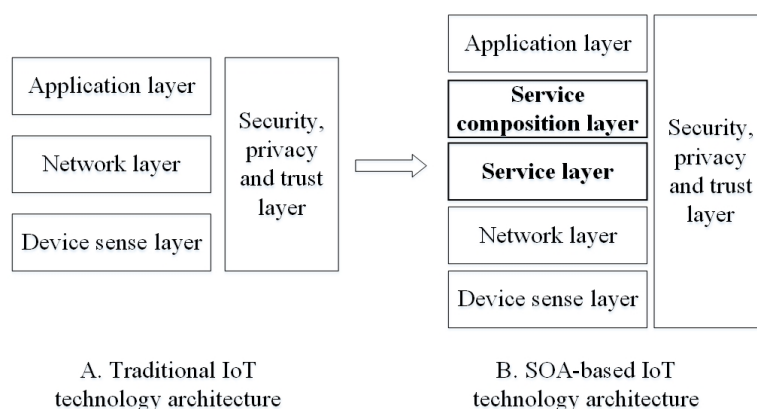 Application layer
Network layer
Device sense layer
Security,
privacy
and trust
layer
A. Traditional IoT
technology architecture
Application layer
Service
composition layer
Service layer
Network layer
Device sense layer
Security,
privacy
and trust
layer
B. SOA-based IoT
technology architecture